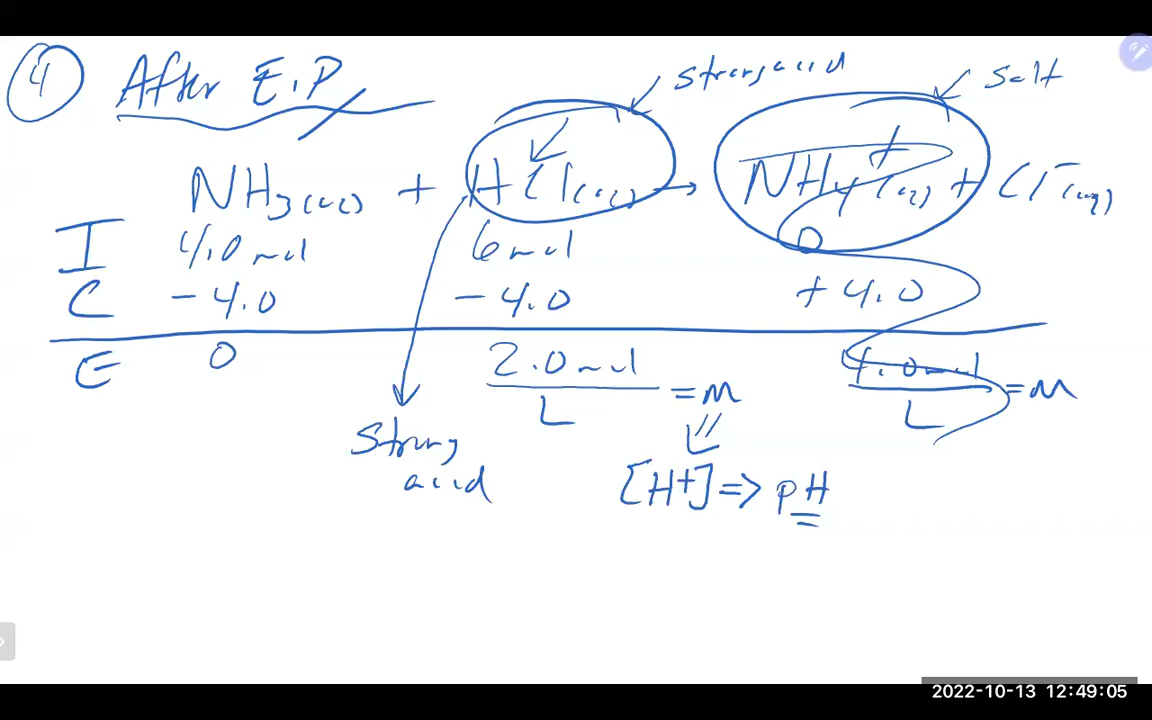 4 After E.P
strong acid
salt
NH3(aq) + HCl(aq) → NH4+(aq) + Cl-(aq)
I 4.0 mol 6 mol 0
C - 4.0 - 4.0 + 4.0
E 0 2.0 mol / L = M 4.0 mol / L = M
Strong acid
[H+] => pH
2022-10-13 12:49:05